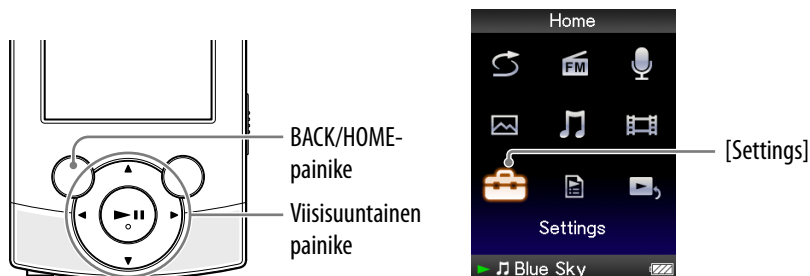 BACK/HOME-
painike
Viisisuuntainen
painike
Home
FM
[Settings]
Settings
Blue Sky